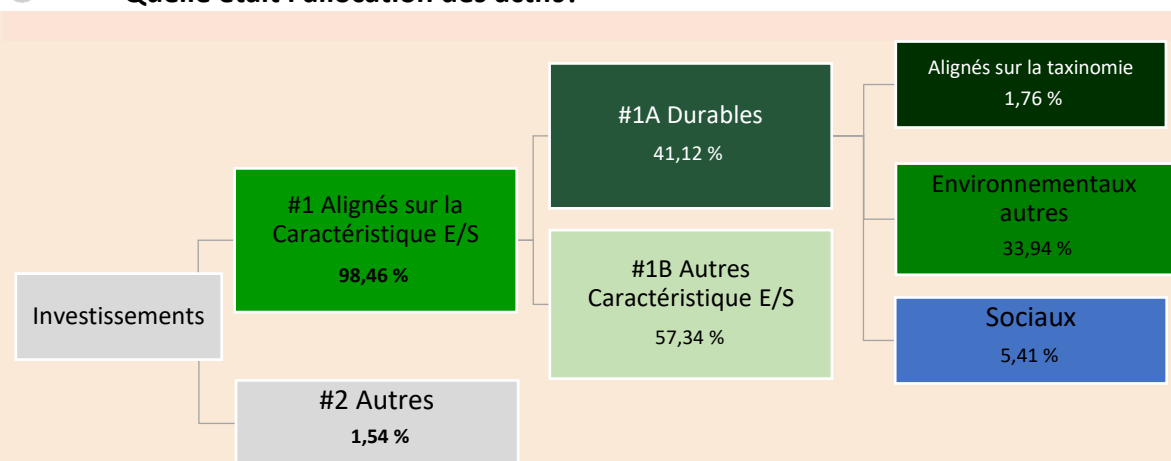 Quelle était l'allocation des actifs?
Investissements
#1 Alignés sur la
Caractéristique E/S
98,46 %
#2 Autres
1,54 %
#1A Durables
41,12 %
#1B Autres
Caractéristique E/S
57,34 %
Alignés sur la taxinomie
1,76 %
Environnementaux
autres
33,94 %
Sociaux
5,41 %